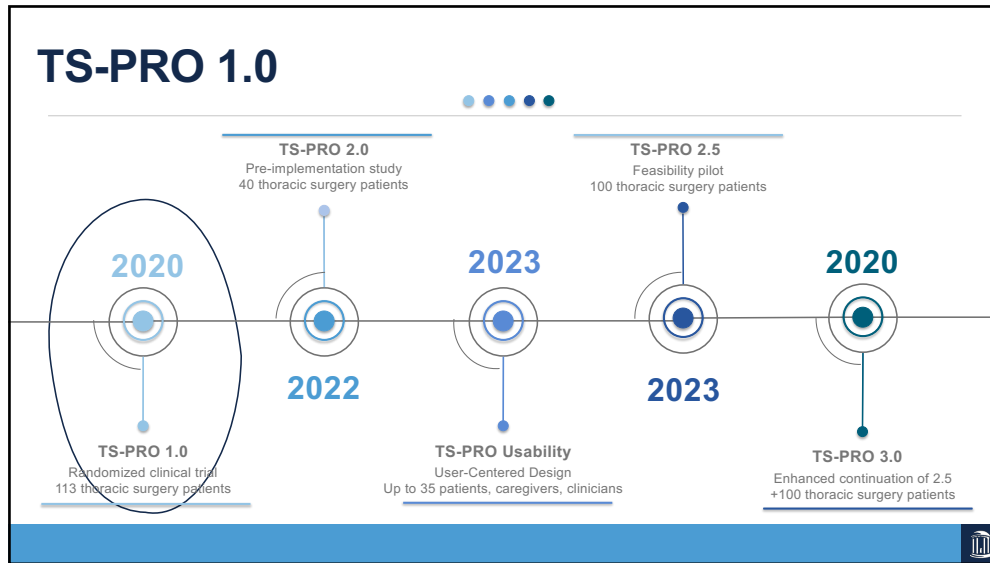 TS-PRO 1.0
TS-PRO 2.0
Pre-implementation study
40 thoracic surgery patients
TS-PRO 2.5
Feasibility pilot
100 thoracic surgery patients
2020
2023
2020
2022
2023
TS-PRO 1.0
Randomized clinical trial
113 thoracic surgery patients
TS-PRO Usability
User-Centered Design
Up to 35 patients, caregivers, clinicians
TS-PRO 3.0
Enhanced continuation of 2.5
+100 thoracic surgery patients